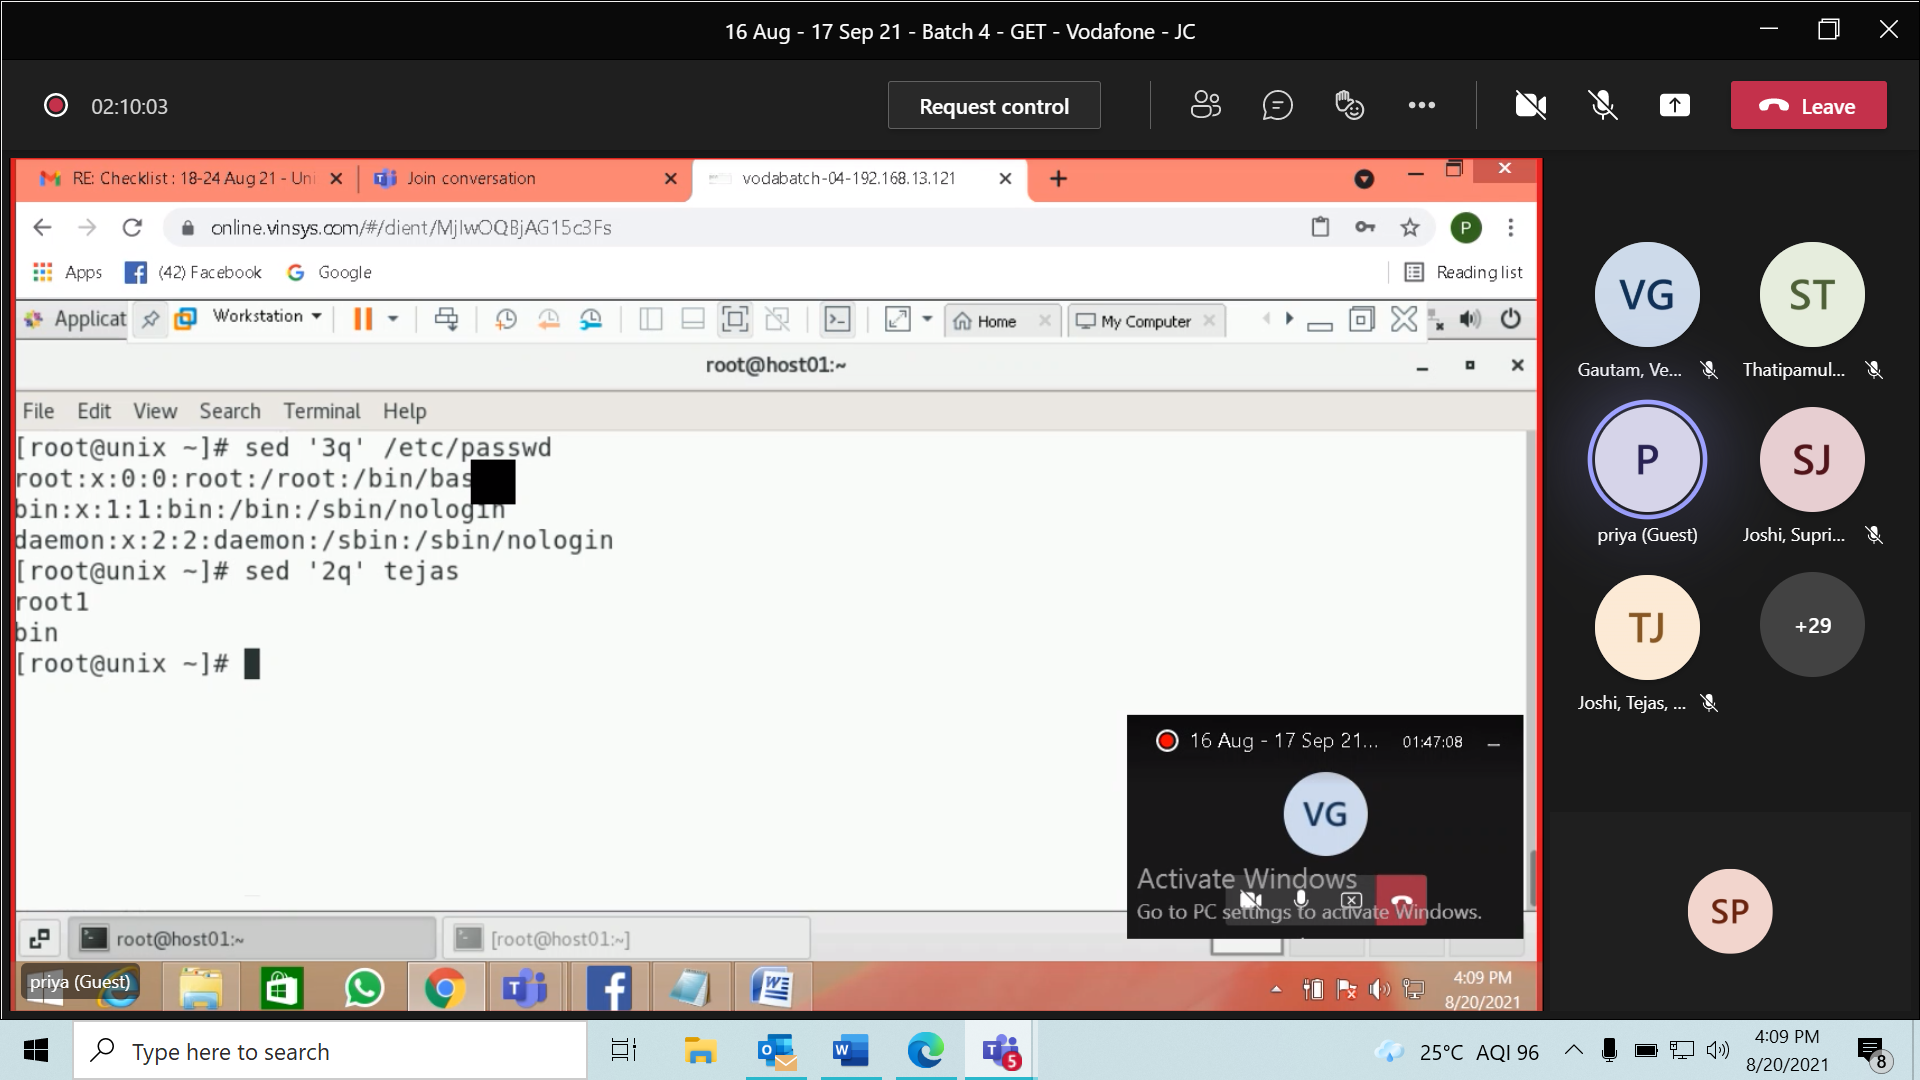 16 Aug - 17 Sep 21 - Batch 4 - GET - Vodafone - JC
02:10:03
Request control
Leave
RE: Checklist : 18-24 Aug 21 - Uni
Join conversation
vodabatch-04-192.168.13.121
online.vinsys.com/#/client/MjIwOQBjAG15c3Fs
P
Apps
(42) Facebook
Google
Reading list
Applicat
Workstation
Home
My Computer
root@host01:~
File Edit View Search Terminal Help
[root@unix ~]# sed '3q' /etc/passwd
root:x:0:0:root:/root:/bin/bas
bin:x:1:1:bin:/bin:/sbin/nologin
daemon:x:2:2:daemon:/sbin:/sbin/nologin
[root@unix ~]# sed '2q' tejas
root1
bin
[root@unix ~]#
16 Aug - 17 Sep 21...
01:47:08
VG
Activate Windows
Go to PC settings to activate Windows.
root@host01:~
[root@host01:~]
priya (Guest)
4:09 PM
8/20/2021
VG
Gautam, Ve...
ST
Thatipamul...
P
priya (Guest)
SJ
Joshi, Supri...
TJ
Joshi, Tejas, ...
+29
SP
Type here to search
5
25°C AQI 96
4:09 PM
8/20/2021
8